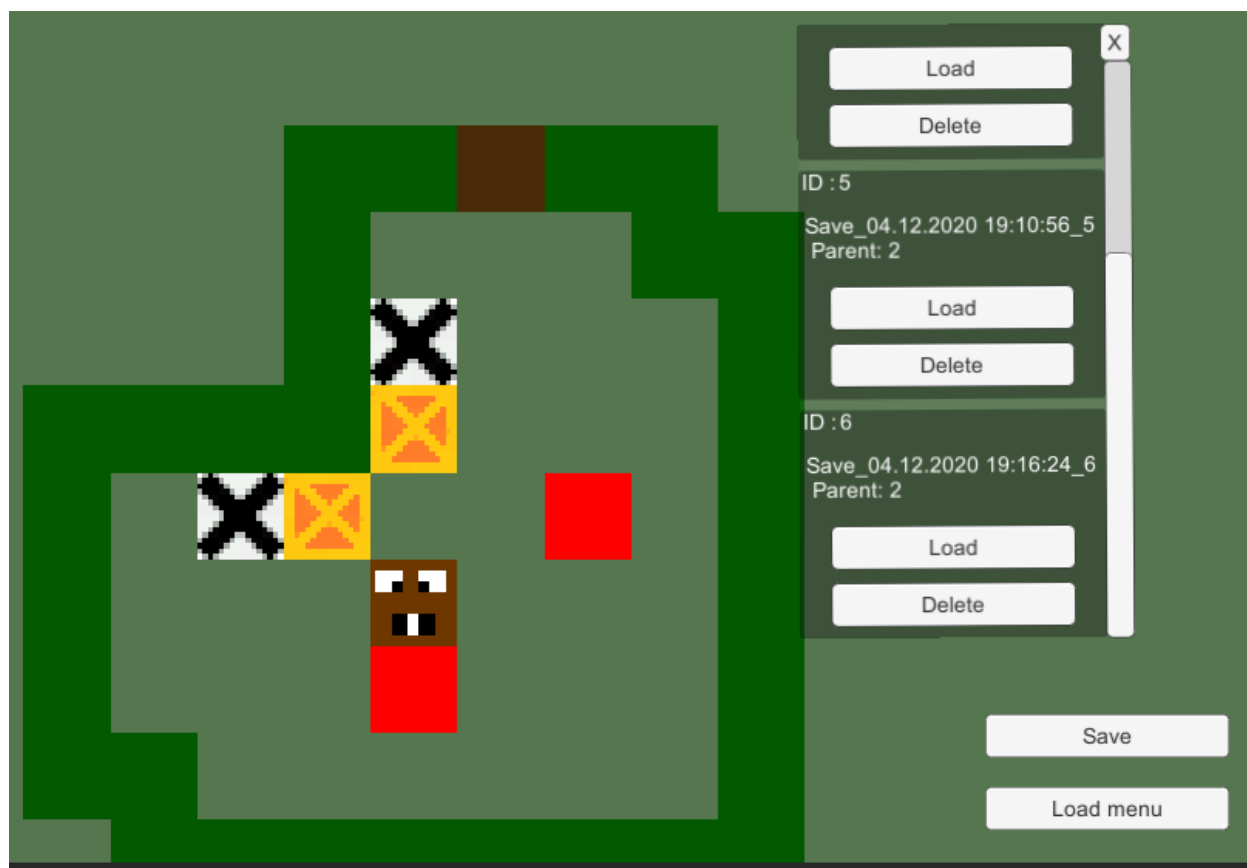 X
Load
Delete
ID : 5
Save_04.12.2020 19:10:56_5
Parent: 2
Load
Delete
ID : 6
Save_04.12.2020 19:16:24_6
Parent: 2
Load
Delete
Save
Load menu